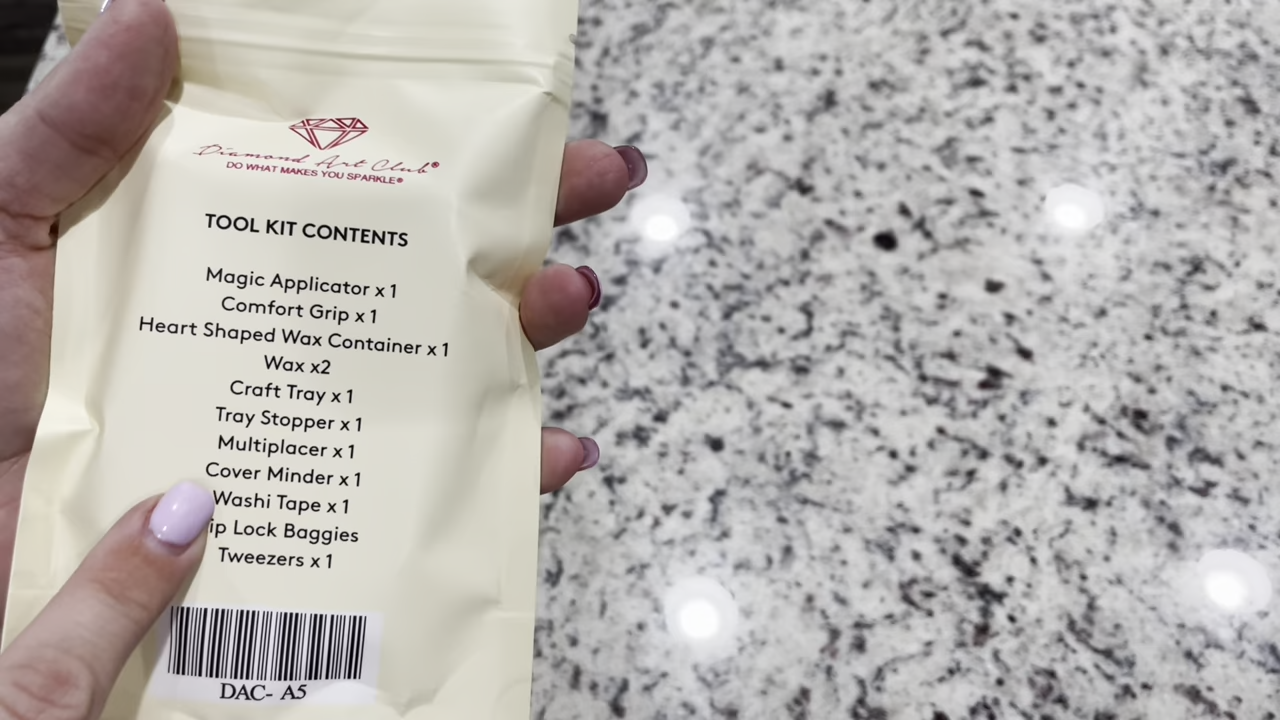 Diamond Art Club®
DO WHAT MAKES YOU SPARKLE®
TOOL KIT CONTENTS
Magic Applicator x 1
Comfort Grip x 1
Heart Shaped Wax Container x 1
Wax x2
Craft Tray x 1
Tray Stopper x 1
Multiplacer x 1
Cover Minder x 1
Washi Tape x 1
ip Lock Baggies
Tweezers x 1
DAC- A5